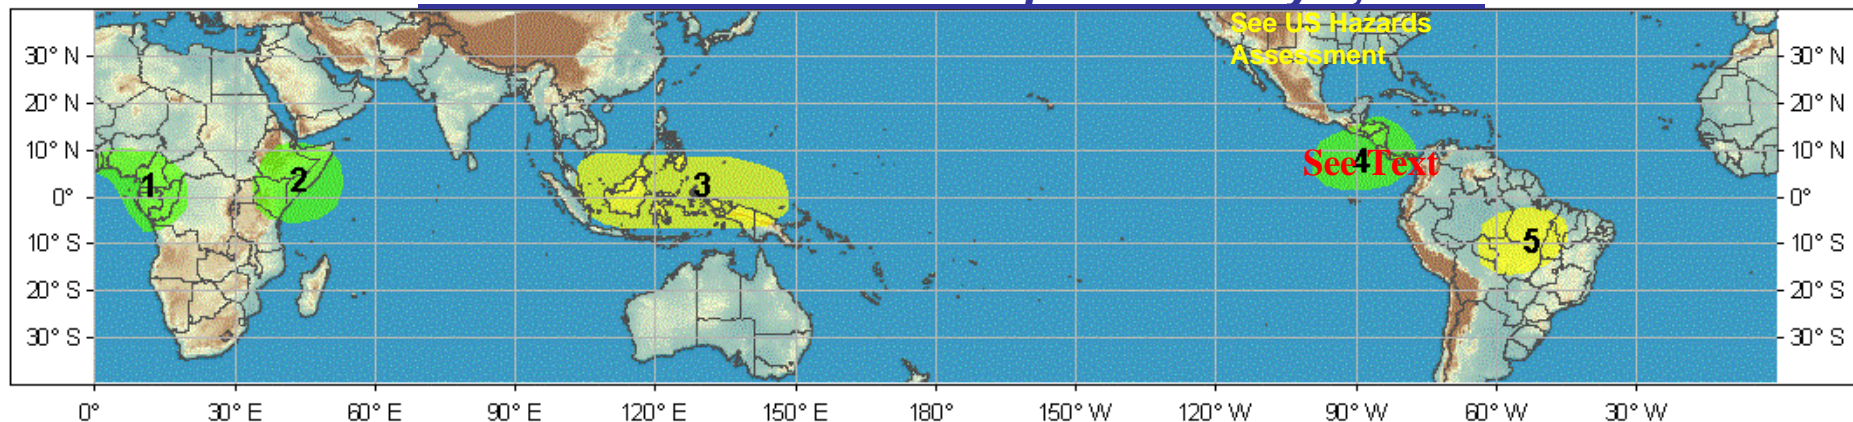 See US Hazards
Assessment
30° N
30° N
20° N
20° N
10° N
10° N
1
2
3
See Text
4
0°
0°
5
10° S
10° S
20° S
20° S
30° S
30° S
0°
30° E
60° E
90° E
120° E
150° E
180°
150° W
120° W
90° W
60° W
30° W